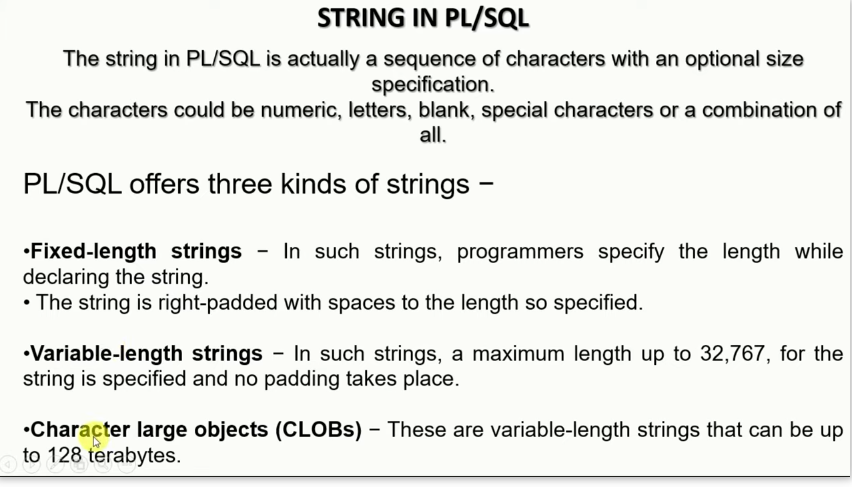 STRING IN PL/SQL
The string in PL/SQL is actually a sequence of characters with an optional size
specification.
The characters could be numeric, letters, blank, special characters or a combination of
all.
PL/SQL offers three kinds of strings −
•Fixed-length strings − In such strings, programmers specify the length while
declaring the string.
• The string is right-padded with spaces to the length so specified.
•Variable-length strings − In such strings, a maximum length up to 32,767, for the
string is specified and no padding takes place.
•Character large objects (CLOBs) − These are variable-length strings that can be up
to 128 terabytes.